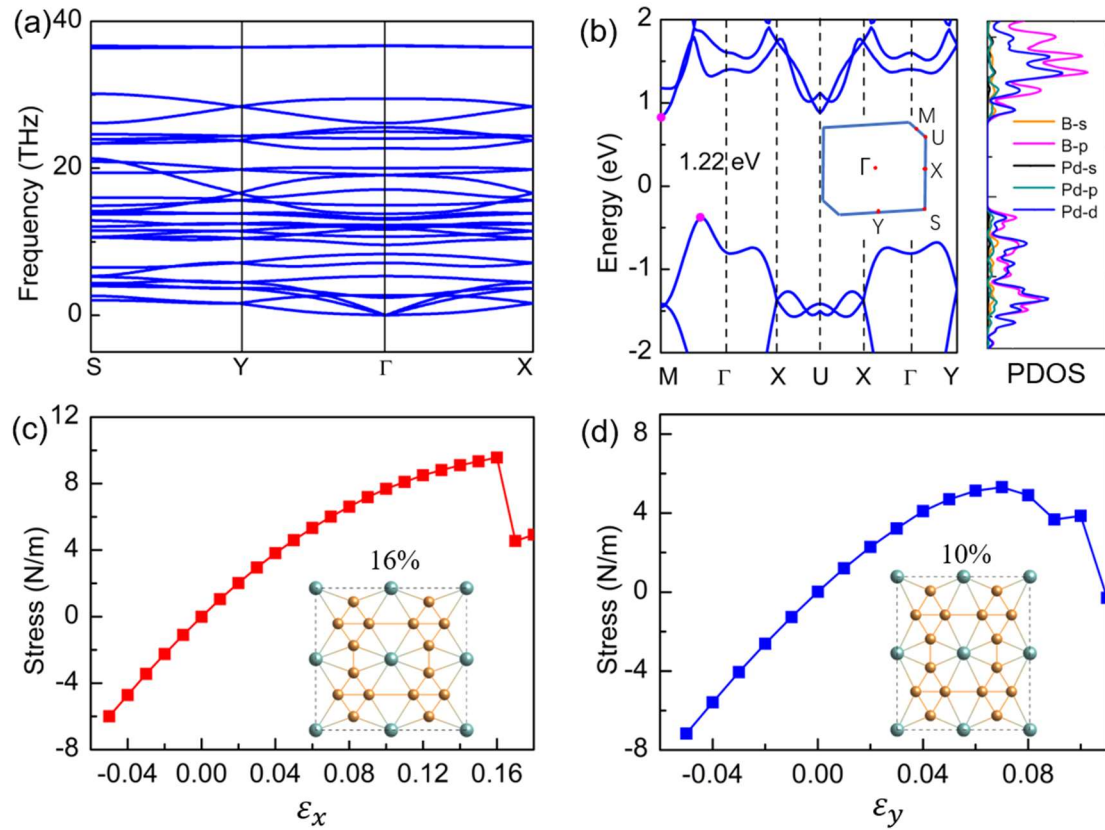 (a)
40
20
0
Frequency (THz)
S Y Γ X
(b)
2
1
0
-1
-2
Energy (eV)
1.22 eV
M
U
Γ
X
Y
S
M Γ X U X Γ Y
B-s
B-p
Pd-s
Pd-p
Pd-d
PDOS
(c)
12
8
4
0
-4
-8
Stress (N/m)
16%
-0.04 0.00 0.04 0.08 0.12 0.16
εx
(d)
8
4
0
-4
-8
Stress (N/m)
10%
-0.04 0.00 0.04 0.08
εy